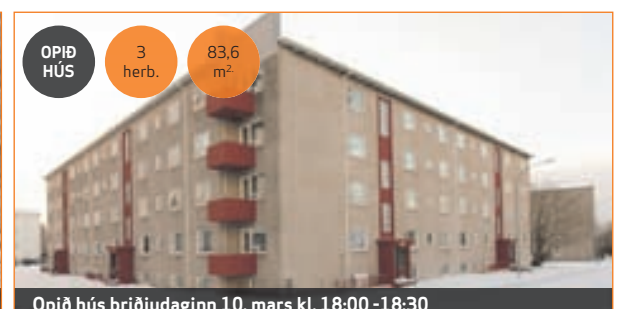 OPIÐ
HÚS
3
herb.
83,6
m².
Opið hús þriðjudaginn 10. mars kl. 18:00 -18:30